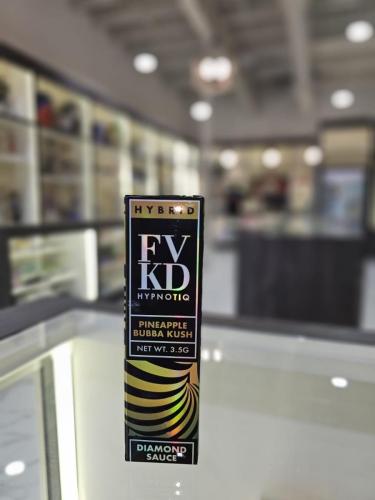 HYBRID
FV
KD
HYPNOTIQ
PINEAPPLE
BUBBA KUSH
NET WT. 3.5G
DIAMOND
SAUCE